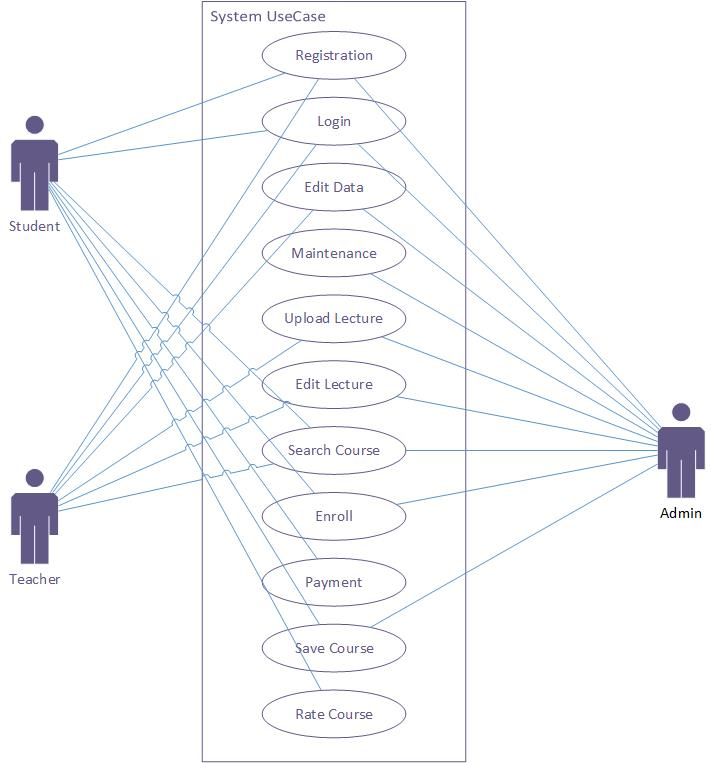 System UseCase
Registration
Login
Edit Data
Maintenance
Upload Lecture
Edit Lecture
Search Course
Enroll
Payment
Save Course
Rate Course
Student
Teacher
Admin